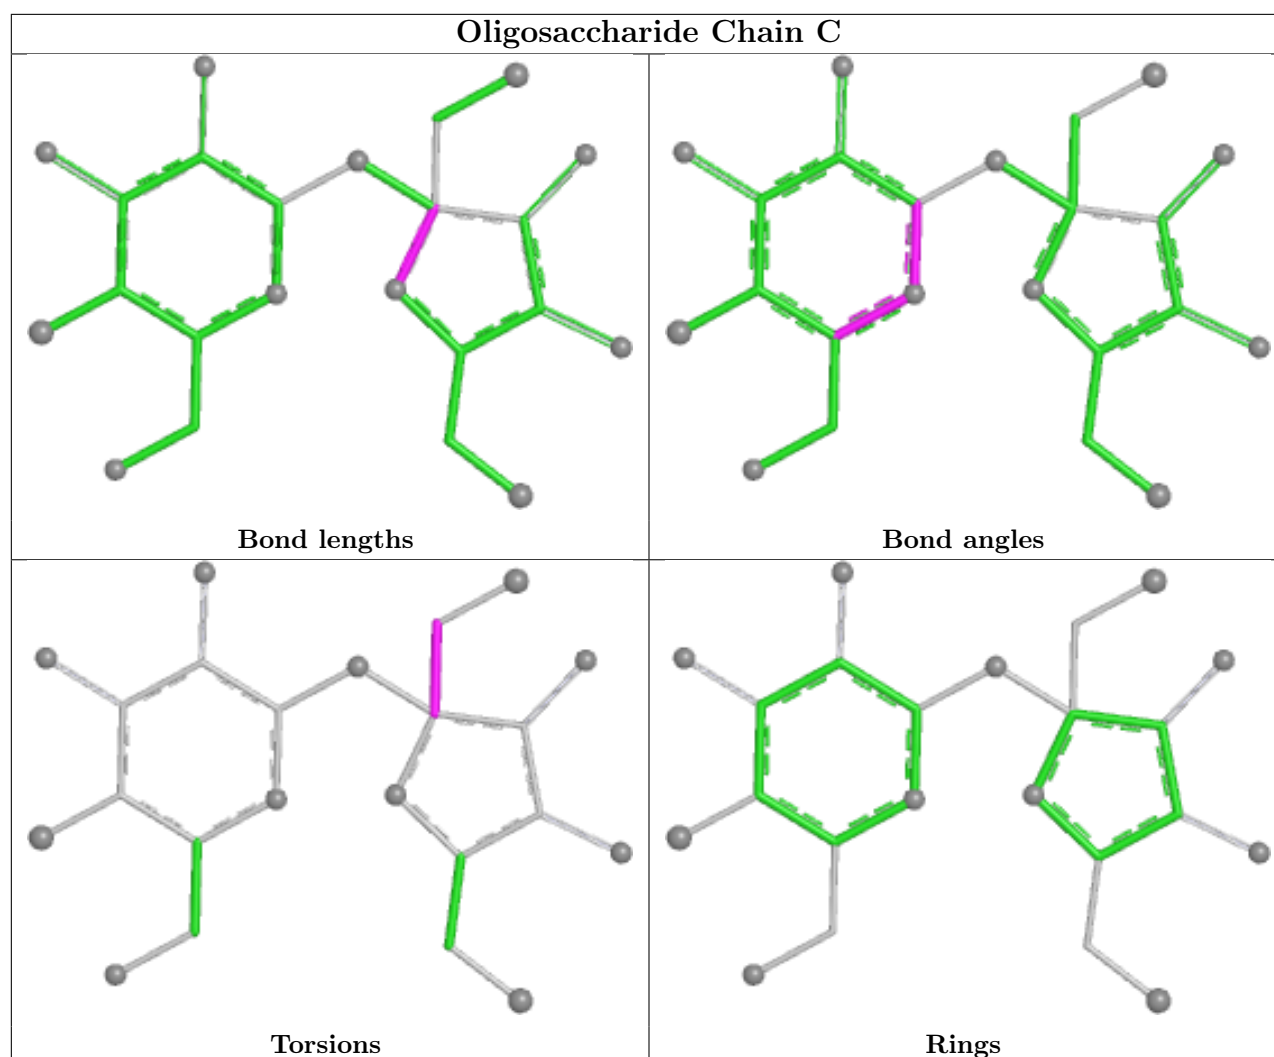 Oligosaccharide Chain C
Bond lengths
Bond angles
Torsions
Rings